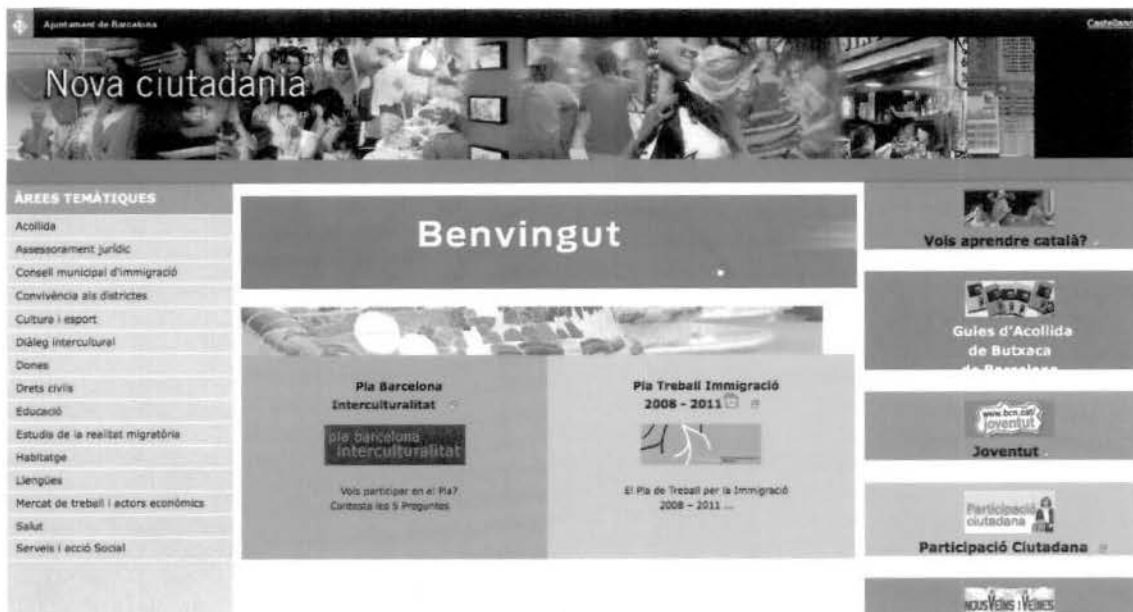 Ajuntament de Barcelona
Castellano
Nova ciutadania
ÀREES TEMÀTIQUES
Acollida
Assessorament jurídic
Consell municipal d'immigració
Convivència als districtes
Cultura i esport
Diàleg intercultural
Dones
Drets civils
Educació
Estudis de la realitat migratòria
Habitatge
Llengües
Mercat de treball i actors econòmics
Salut
Serveis i acció Social
Benvingut
Pla Barcelona
Interculturalitat
pla barcelona
interculturalitat
Vols participar en el Pla?
Contesta les 5 Preguntes
Pla Treball Immigració
2008 - 2011
El Pla de Treball per la Immigració
2008 - 2011 ...
Vols aprendre català?
Guies d'Acollida
de Butxaca
de Barcelona
www.bcn.cat/
joventut
Joventut
Participació
ciutadana
Participació Ciutadana
NOUS VEÏNS I VEÏNES